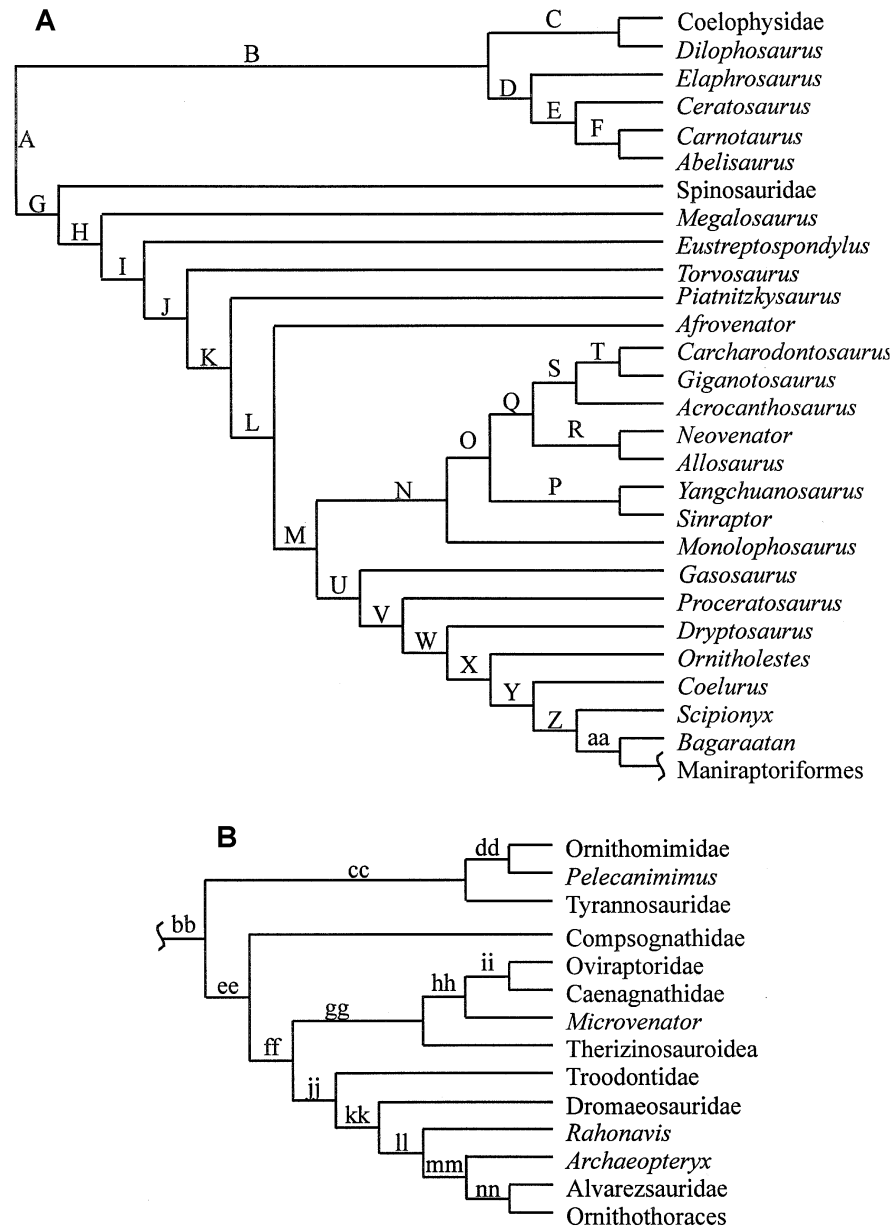 A
C
Coelophysidae
B
Dilophosaurus
D
Elaphrosaurus
E
Ceratosaurus
F
Carnotaurus
A
Abelisaurus
G
Spinosauridae
H
Megalosaurus
I
Eustreptospondylus
J
Torvosaurus
Piatnitzkysaurus
K
Afrovenator
T
Carcharodontosaurus
S
Giganotosaurus
Q
Acrocanthosaurus
L
R
Neovenator
O
Allosaurus
N
P
Yangchuanosaurus
Sinraptor
M
Monolophosaurus
U
Gasosaurus
V
Proceratosaurus
W
Dryptosaurus
X
Ornitholestes
Y
Coelurus
Z
Scipionyx
aa
Bagaraatan
Maniraptoriformes
B
dd
Ornithomimidae
cc
Pelecanimimus
Tyrannosauridae
bb
Compsognathidae
ii
Oviraptoridae
ee
hh
Caenagnathidae
gg
Microvenator
ff
Therizinosauroidea
jj
Troodontidae
kk
Dromaeosauridae
ll
Rahonavis
mm
Archaeopteryx
nn
Alvarezsauridae
Ornithothoraces